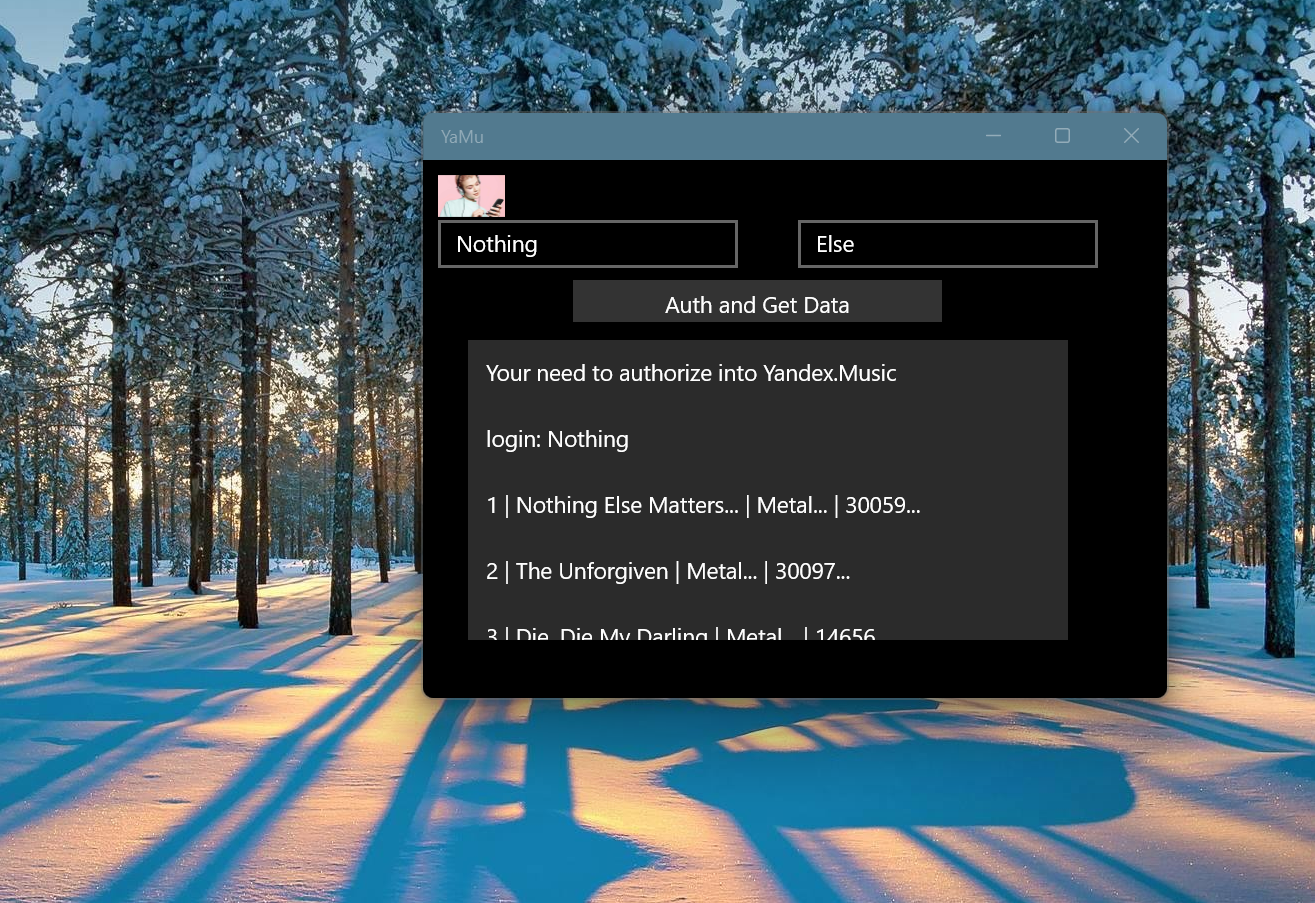 YaMu
Nothing
Else
Auth and Get Data
Your need to authorize into Yandex.Music
login: Nothing
1 | Nothing Else Matters... | Metal... | 30059...
2 | The Unforgiven | Metal... | 30097...
3 | Die, Die My Darling | Metal... | 14656